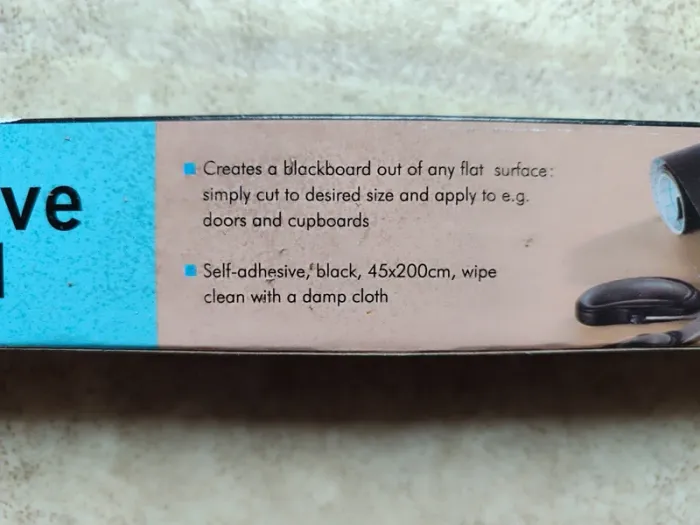 ve
Creates a blackboard out of any flat surface:
simply cut to desired size and apply to e.g.
doors and cupboards
Self-adhesive, black, 45x200cm, wipe
clean with a damp cloth